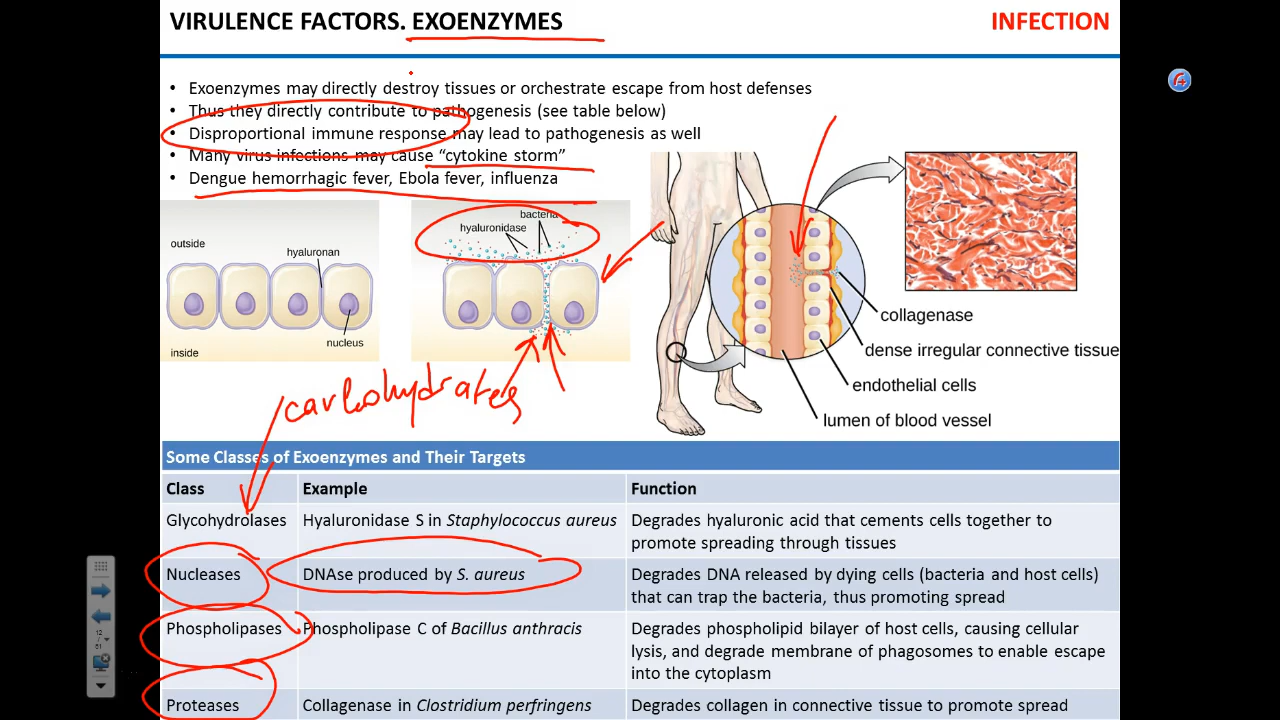 VIRULENCE FACTORS. EXOENZYMES
INFECTION
• Exoenzymes may directly destroy tissues or orchestrate escape from host defenses
• Thus they directly contribute to pathogenesis (see table below)
• Disproportional immune response may lead to pathogenesis as well
• Many virus infections may cause “cytokine storm”
• Dengue hemorrhagic fever, Ebola fever, influenza
outside
hyaluronan
nucleus
inside
bacteria
hyaluronidase
collagenase
dense irregular connective tissue
endothelial cells
lumen of blood vessel
carbohydrates
Some Classes of Exoenzymes and Their Targets
Class Example Function
Glycohydrolases Hyaluronidase S in Staphylococcus aureus Degrades hyaluronic acid that cements cells together to
promote spreading through tissues
Nucleases DNAse produced by S. aureus Degrades DNA released by dying cells (bacteria and host cells)
that can trap the bacteria, thus promoting spread
Phospholipases Phospholipase C of Bacillus anthracis Degrades phospholipid bilayer of host cells, causing cellular
lysis, and degrade membrane of phagosomes to enable escape
into the cytoplasm
Proteases Collagenase in Clostridium perfringens Degrades collagen in connective tissue to promote spread
12
/
61